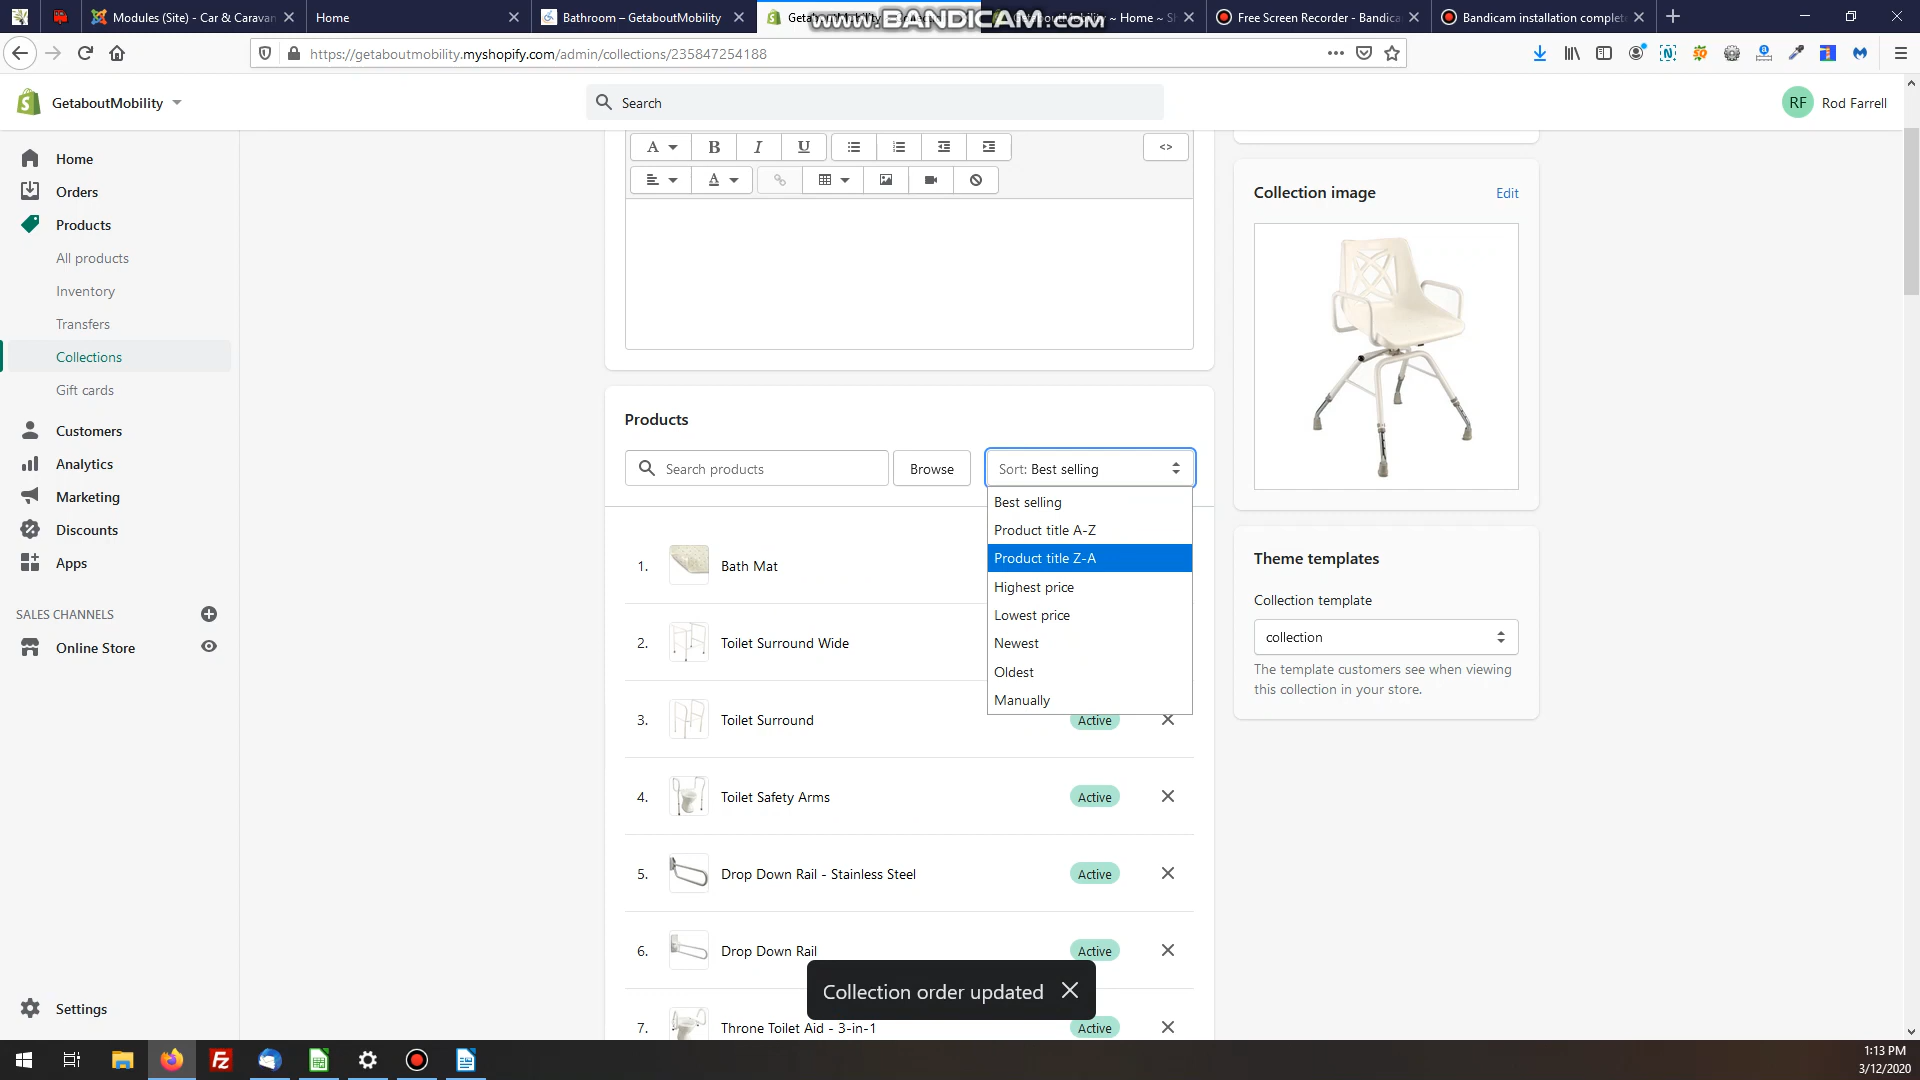 Modules (Site) - Car & Caravan
Home
Bathroom – GetaboutMobility
www.BANDICAM.com
Free Screen Recorder - Bandica
Bandicam installation complet
https://getaboutmobility.myshopify.com/admin/collections/235847254188
GetaboutMobility
Search
RF
Rod Farrell
Home
Orders
Products
All products
Inventory
Transfers
Collections
Gift cards
Customers
Analytics
Marketing
Discounts
Apps
SALES CHANNELS
Online Store
Settings
A
B
I
U
<>
A
Products
Search products
Browse
Sort: Best selling
Best selling
Product title A-Z
Product title Z-A
Highest price
Lowest price
Newest
Oldest
Manually
1. Bath Mat
2. Toilet Surround Wide
3. Toilet Surround Active
4. Toilet Safety Arms Active
5. Drop Down Rail - Stainless Steel Active
6. Drop Down Rail Active
7. Throne Toilet Aid - 3-in-1 Active
Collection order updated
Collection image
Edit
Theme templates
Collection template
collection
The template customers see when viewing
this collection in your store.
1:13 PM
3/12/2020